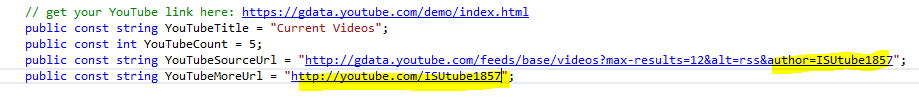 // get your YouTube link here: https://gdata.youtube.com/demo/index.html
public const string YouTubeTitle = "Current Videos";
public const int YouTubeCount = 5;
public const string YouTubeSourceUrl = "http://gdata.youtube.com/feeds/base/videos?max-results=12&alt=rss&author=ISUtube1857";
public const string YouTubeMoreUrl = "http://youtube.com/ISUtube1857";